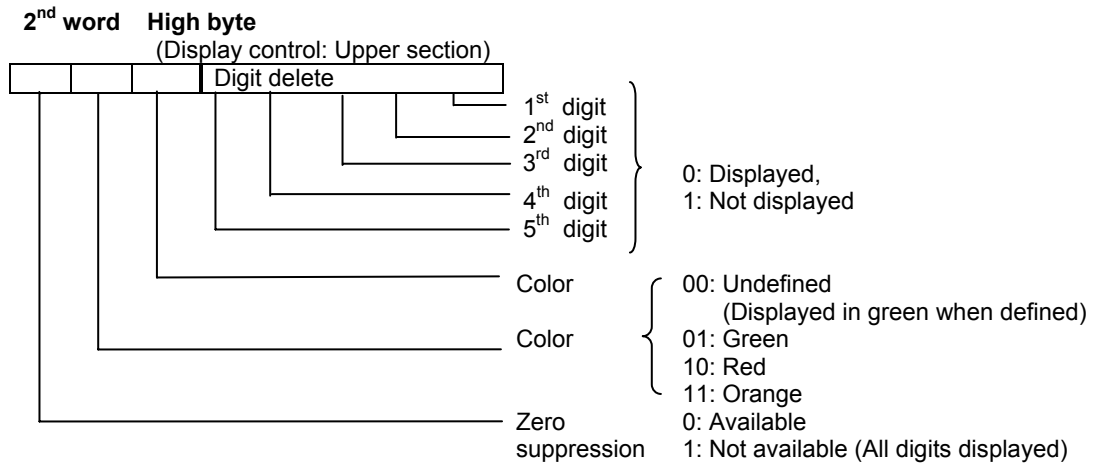 2nd word High byte
(Display control: Upper section)
Digit delete
1st digit
2nd digit
3rd digit
4th digit
5th digit
0: Displayed,
1: Not displayed
Color
Color
00: Undefined
(Displayed in green when defined)
01: Green
10: Red
11: Orange
Zero
suppression
0: Available
1: Not available (All digits displayed)